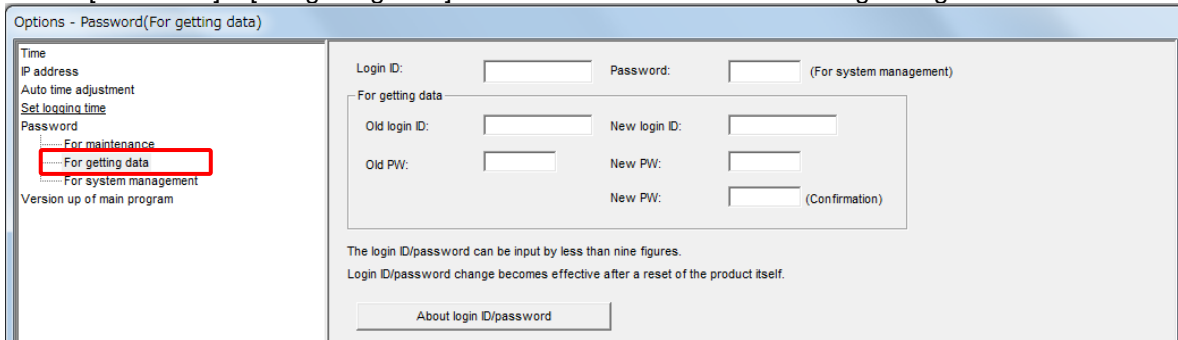 Options - Password(For getting data)
Time
IP address
Auto time adjustment
Set logging time
Password
For maintenance
For getting data
For system management
Version up of main program
Login ID: Password: (For system management)
For getting data
Old login ID: New login ID:
Old PW: New PW:
New PW: (Confirmation)
The login ID/password can be input by less than nine figures.
Login ID/password change becomes effective after a reset of the product itself.
About login ID/password